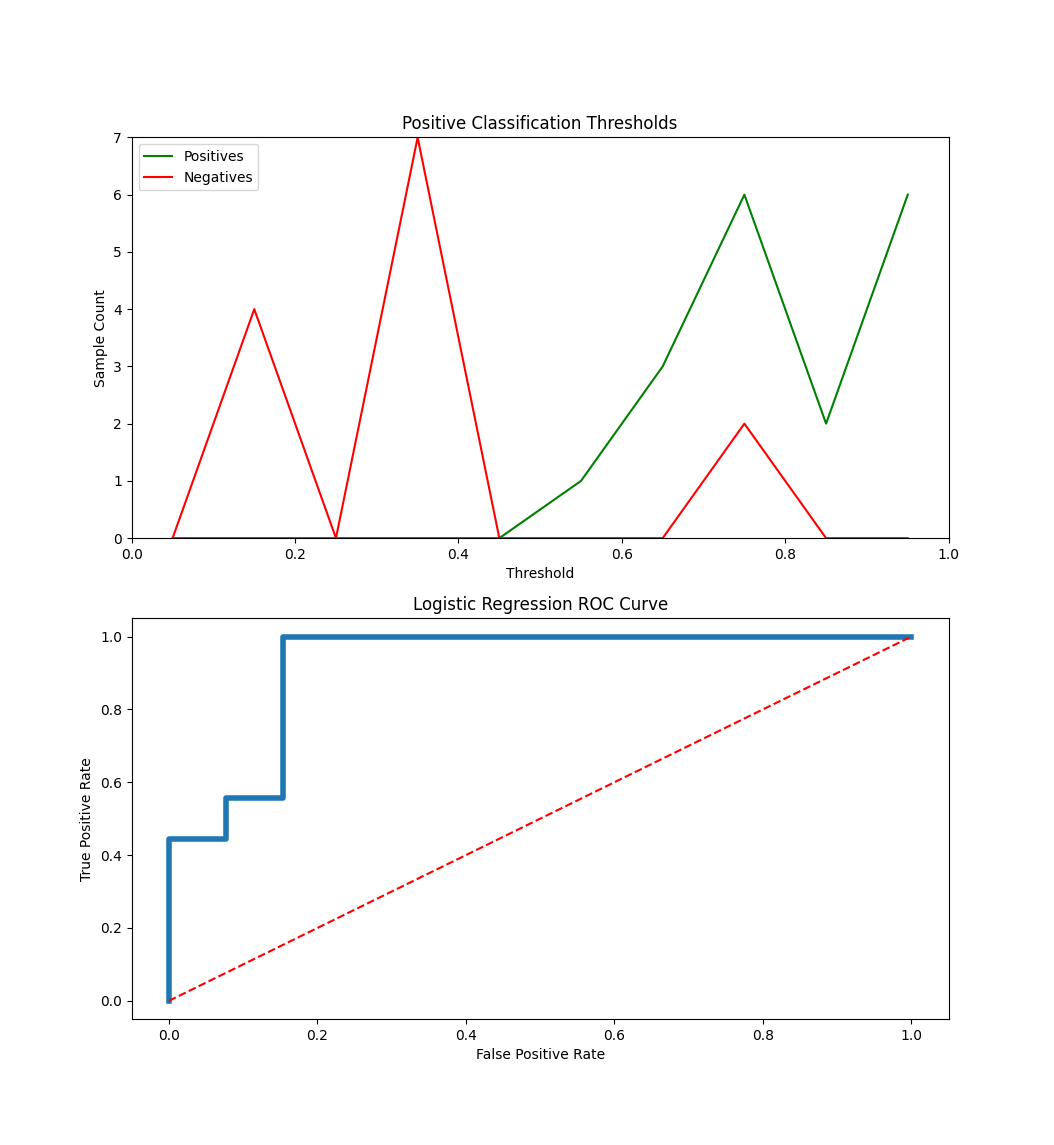 Positive Classification Thresholds
7
6
5
4
3
2
1
0
Sample Count
Positives
Negatives
0.0 0.2 0.4 0.6 0.8 1.0
Threshold
Logistic Regression ROC Curve
1.0
0.8
0.6
0.4
0.2
0.0
True Positive Rate
0.0 0.2 0.4 0.6 0.8 1.0
False Positive Rate